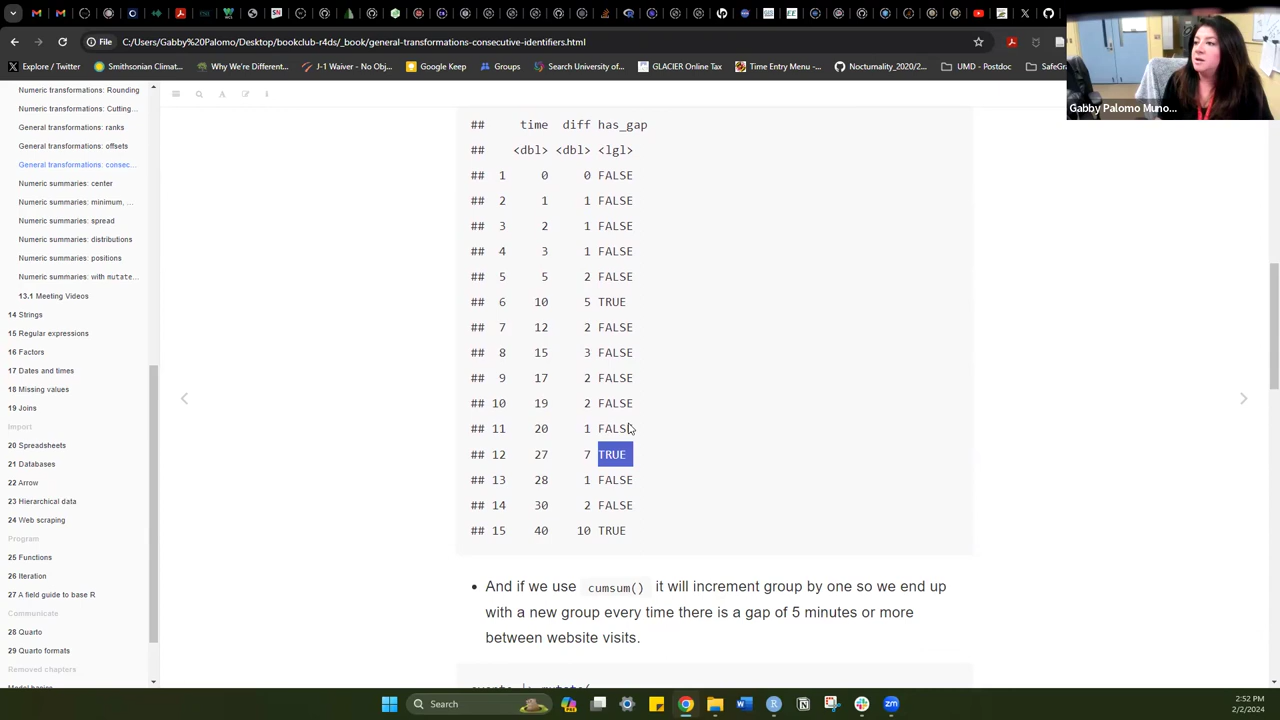 File
C:/Users/Gabby%20Palomo/Desktop/bookclub-r4ds/_book/general-transformations-consecutive-identifiers.html
Explore / Twitter
Smithsonian Climat...
Why We're Different...
J-1 Waiver - No Obj...
Google Keep
Search University of...
GLACIER Online Tact
Time Entry Menu -...
Nocturnality_2020/2...
UMD - Postdoc
SafeGra
Gabby Palomo Muno...
Numeric transformations: Rounding
Numeric transformations: Cutting...
General transformations: ranks
General transformations: offsets
General transformations: consec...
Numeric summaries: center
Numeric summaries: minimum, ...
Numeric summaries: spread
Numeric summaries: distributions
Numeric summaries: positions
Numeric summaries: with mutate...
13.1 Meeting Videos
14 Strings
15 Regular expressions
16 Factors
17 Dates and times
18 Missing values
19 Joins
Import
20 Spreadsheets
21 Databases
22 Arrow
23 Hierarchical data
24 Web scraping
Program
25 Functions
26 Iteration
27 A field guide to base R
Communicate
28 Quarto
29 Quarto formats
Removed chapters
Model basics
## time diff has_gap
## <dbl> <dbl> <lgl>
## 1 0 0 FALSE
## 2 1 1 FALSE
## 3 2 1 FALSE
## 4 3 1 FALSE
## 5 5 2 FALSE
## 6 10 5 TRUE
## 7 12 2 FALSE
## 8 15 3 FALSE
## 9 17 2 FALSE
## 10 19 2 FALSE
## 11 20 1 FALSE
## 12 27 7 TRUE
## 13 28 1 FALSE
## 14 30 2 FALSE
## 15 40 10 TRUE
• And if we use cumsum() it will increment group by one so we end up
with a new group every time there is a gap of 5 minutes or more
between website visits.
events |> mutate(
Search
2:52 PM
2/2/2024